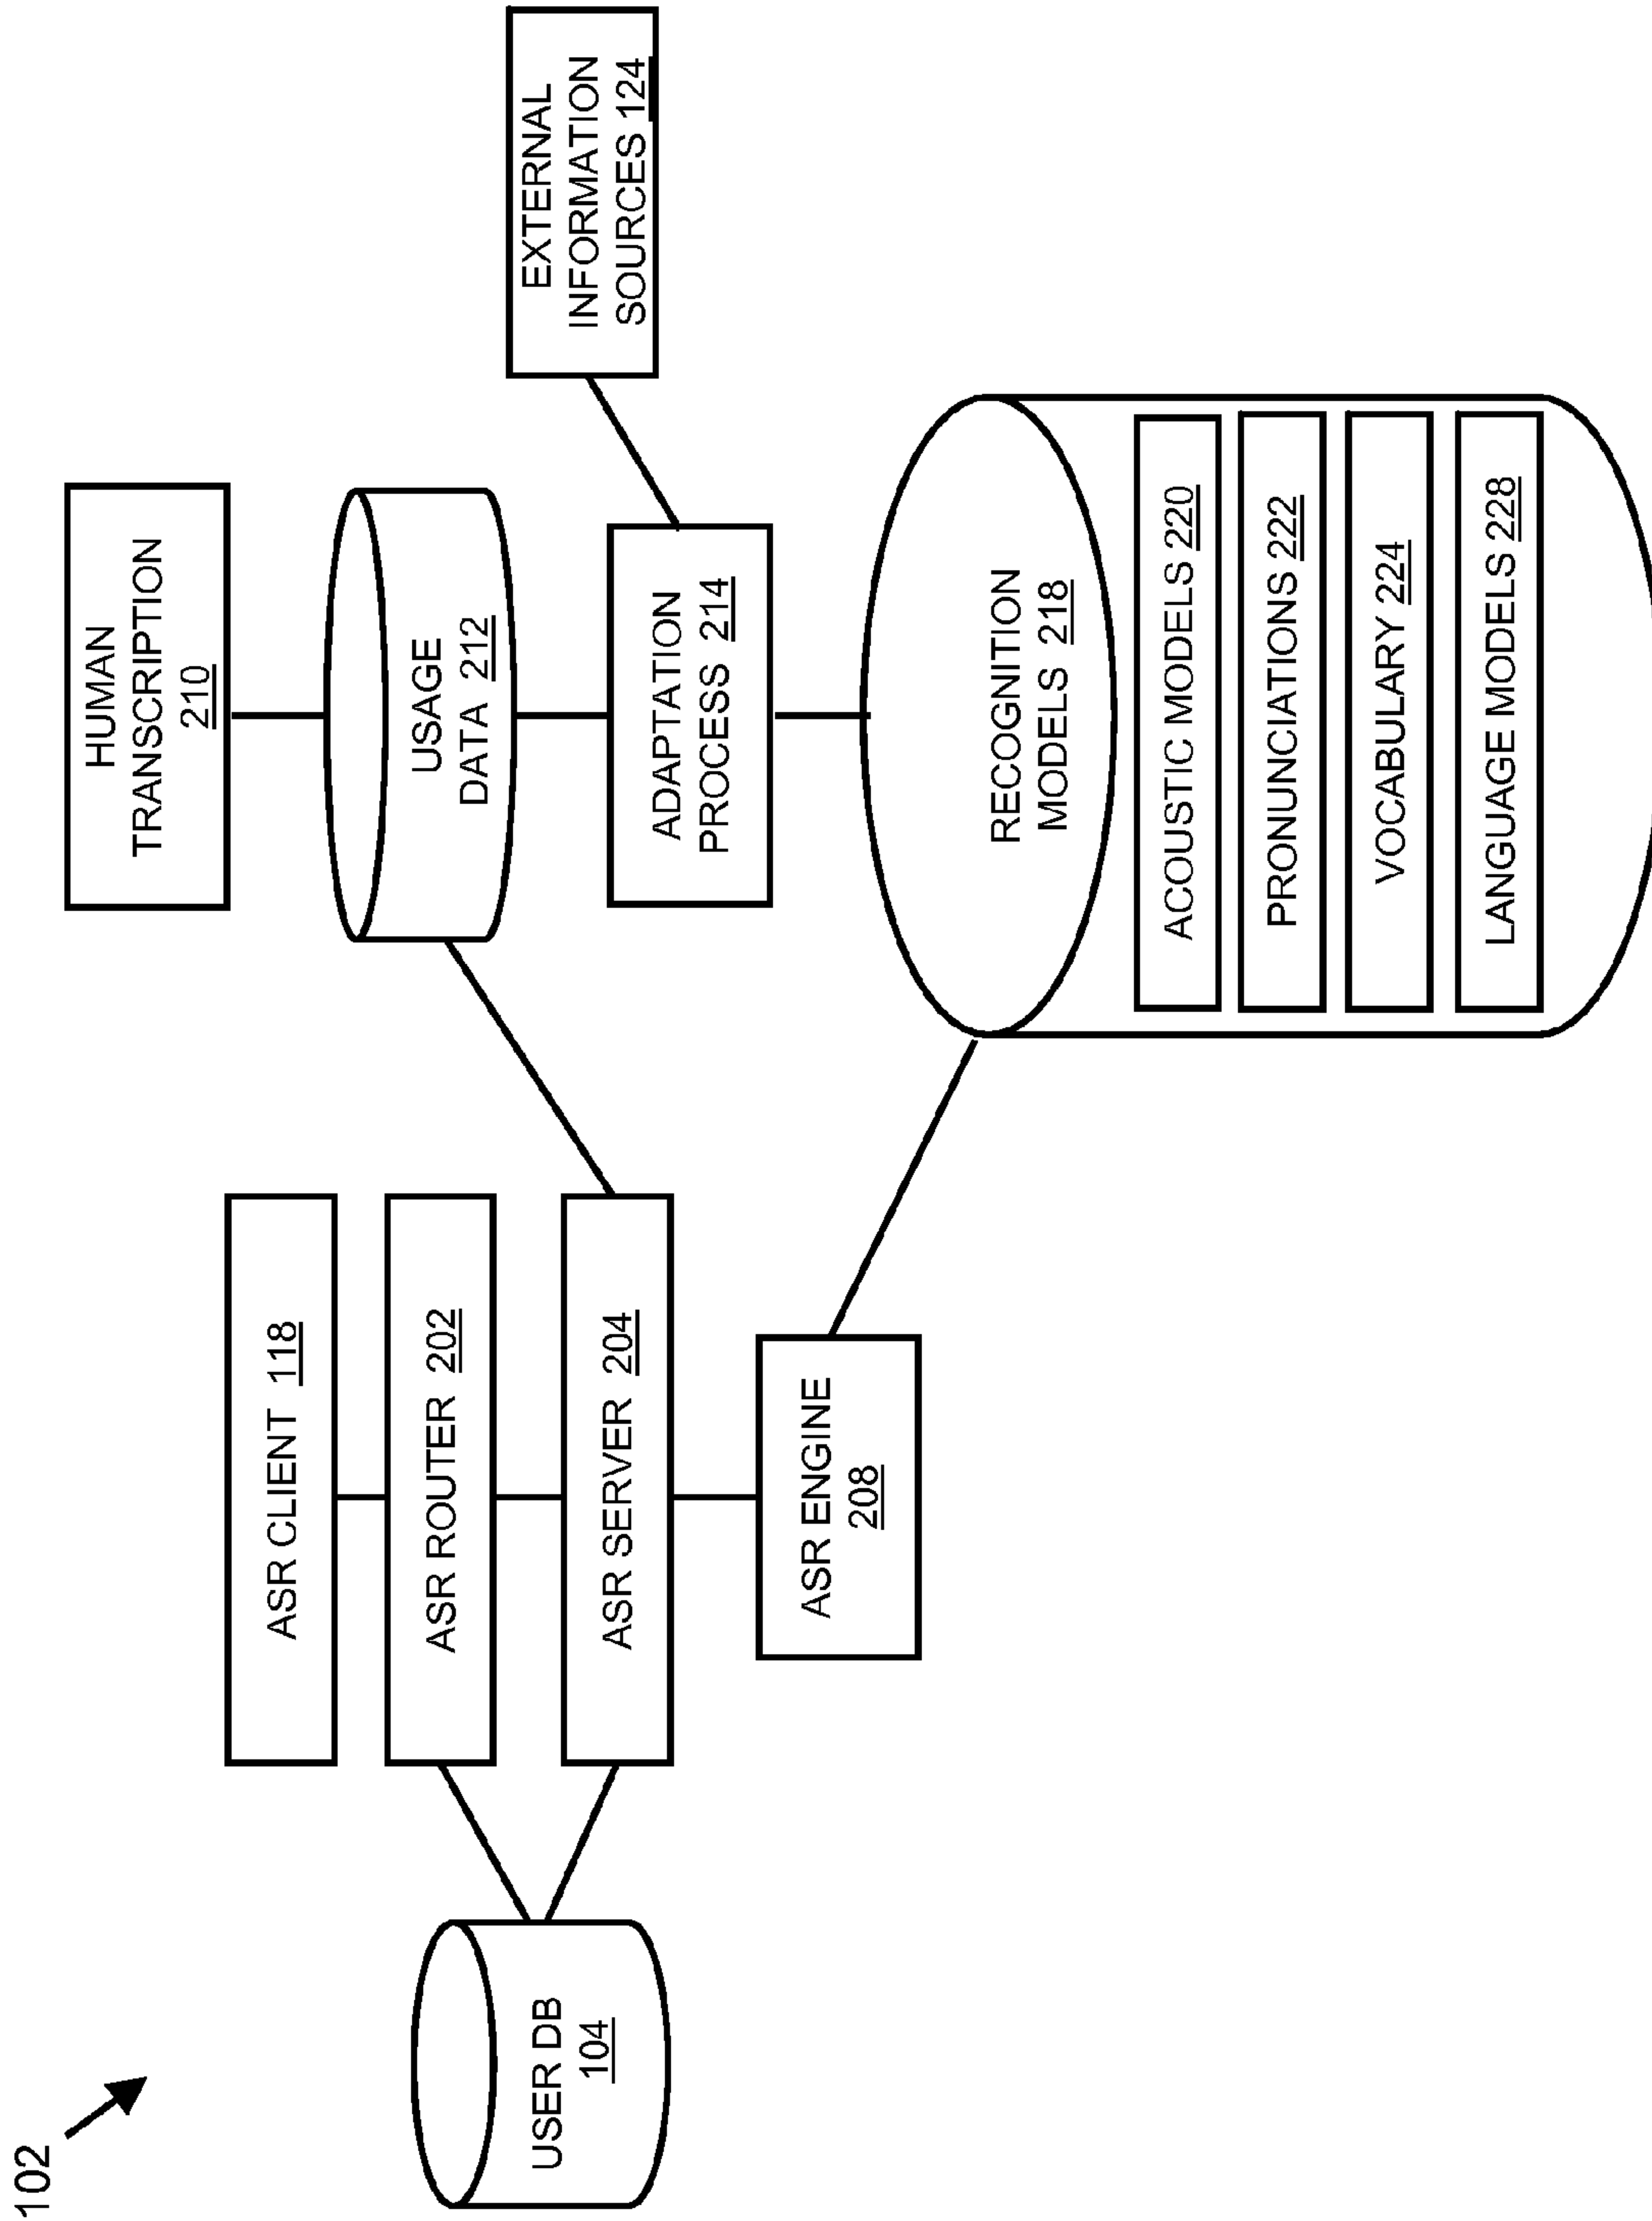 102
USER DB
104
ASR CLIENT 118
ASR ROUTER 202
ASR SERVER 204
ASR ENGINE
208
HUMAN
TRANSCRIPTION
210
USAGE
DATA 212
ADAPTATION
PROCESS 214
EXTERNAL
INFORMATION
SOURCES 124
RECOGNITION
MODELS 218
ACOUSTIC MODELS 220
PRONUNCIATIONS 222
VOCABULARY 224
LANGUAGE MODELS 228